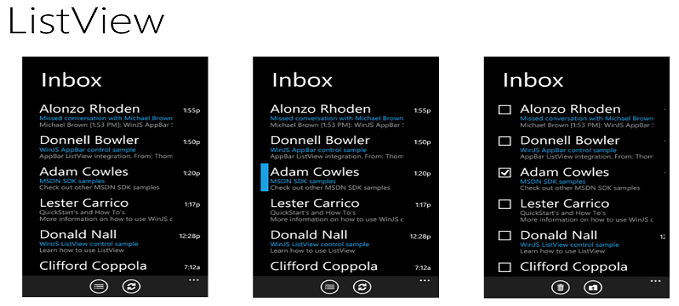 ListView
Inbox
Alonzo Rhoden 1:55p
Missed conversation with Michael Brown
Michael Brown [1:53 PM]: WinJS AppBar S
Donnell Bowler 1:50p
WinJS AppBar control sample
AppBar ListView integration. From: Thom
Adam Cowles 1:20p
MSDN SDK samples
Check out other MSDN SDK samples
Lester Carrico 1:17p
QuickStart's and How To's
More information on how to use WinJS c
Donald Nall 12:28p
WinJS ListView control sample
Learn how to use ListView
Clifford Coppola 7:12a
Inbox
Alonzo Rhoden 1:55p
Missed conversation with Michael Brown
Michael Brown [1:53 PM]: WinJS AppBar S
Donnell Bowler 1:50p
WinJS AppBar control sample
AppBar ListView integration. From: Thom
Adam Cowles 1:20p
MSDN SDK samples
Check out other MSDN SDK samples
Lester Carrico 1:17p
QuickStart's and How To's
More information on how to use WinJS c
Donald Nall 12:28p
WinJS ListView control sample
Learn how to use ListView
Clifford Coppola 7:12a
Inbox
Alonzo Rhoden
Missed conversation with Michael Brown
Michael Brown [1:53 PM]: WinJS AppBar S
Donnell Bowler
WinJS AppBar control sample
AppBar ListView integration. From: Thom
Adam Cowles
MSDN SDK samples
Check out other MSDN SDK samples
Lester Carrico
QuickStart's and How To's
More information on how to use WinJS c
Donald Nall 12
WinJS ListView control sample
Learn how to use ListView
Clifford Coppola